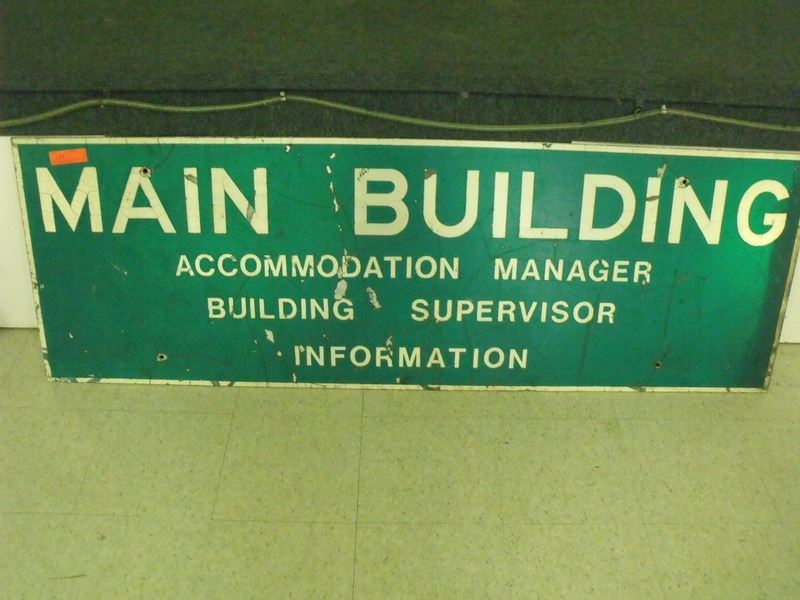 MAIN BUILDING
ACCOMMODATION MANAGER
BUILDING SUPERVISOR
INFORMATION